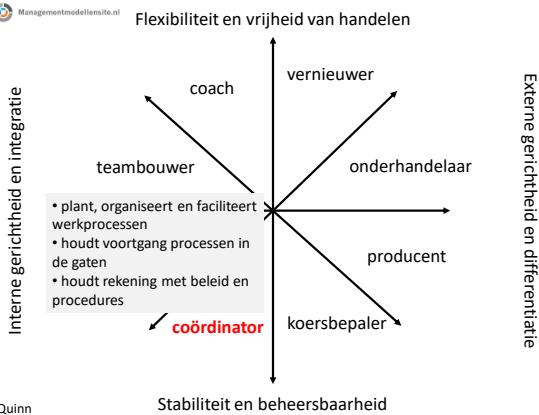 Managementmodellensite.nl
Flexibiliteit en vrijheid van handelen
coach
vernieuwer
Interne gerichtheid en integratie
Externe gerichtheid en differentiatie
teambouwer
onderhandelaar
• plant, organiseert en faciliteert
werkprocessen
• houdt voortgang processen in
de gaten
• houdt rekening met beleid en
procedures
producent
coördinator
koersbepaler
Stabiliteit en beheersbaarheid
Quinn